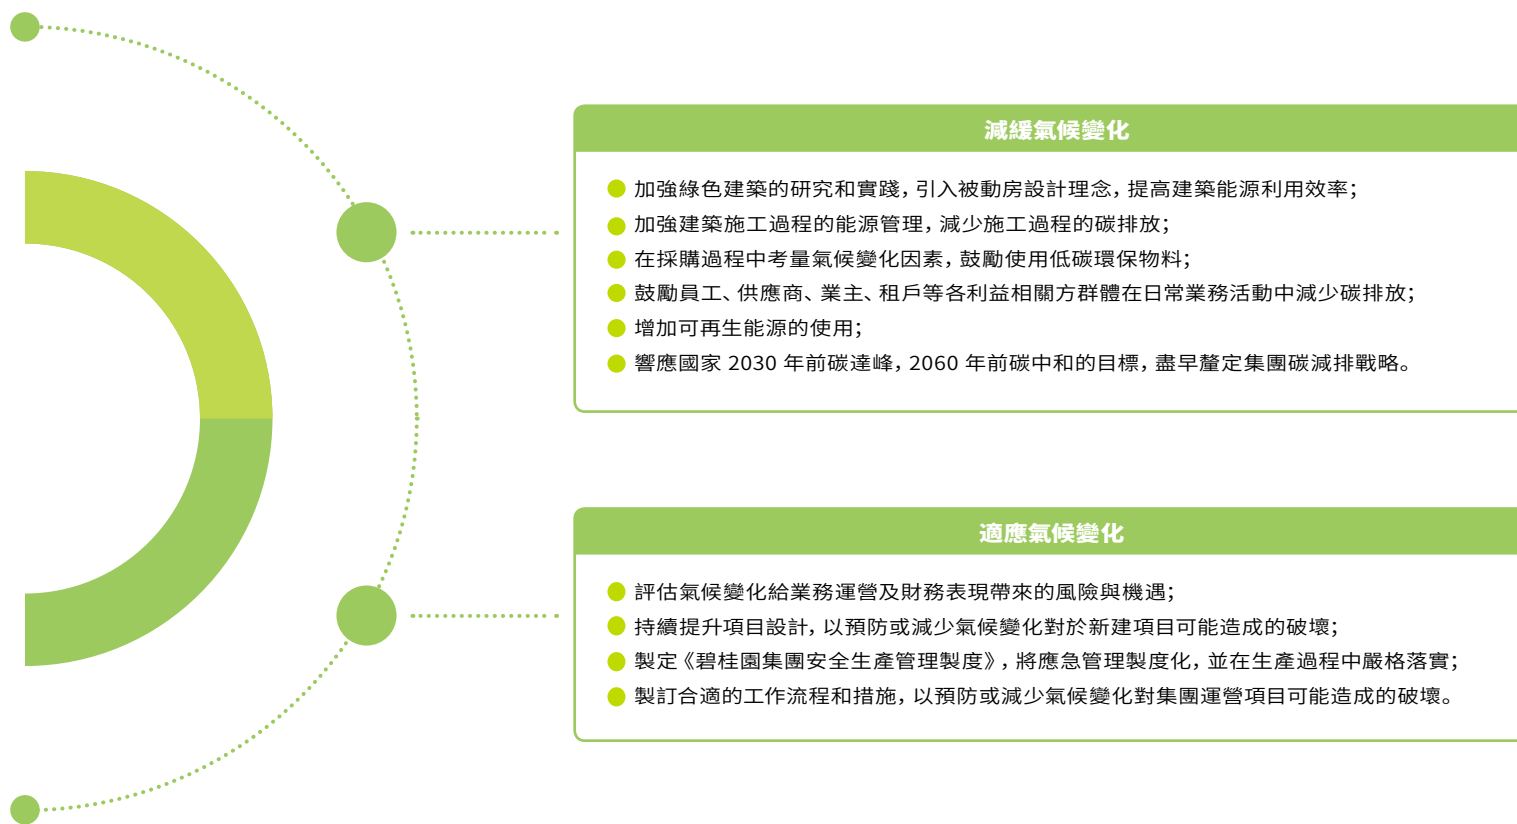 減緩氣候變化
加強綠色建築的研究和實踐，引入被動房設計理念，提高建築能源利用效率；
加強建築施工過程的能源管理，減少施工過程的碳排放；
在採購過程中考量氣候變化因素，鼓勵使用低碳環保物料；
鼓勵員工、供應商、業主、租戶等各利益相關方群體在日常業務活動中減少碳排放；
增加可再生能源的使用；
響應國家 2030 年前碳達峰，2060 年前碳中和的目標，盡早釐定集團碳減排戰略。
適應氣候變化
評估氣候變化給業務運營及財務表現帶來的風險與機遇；
持續提升項目設計，以預防或減少氣候變化對於新建項目可能造成的破壞；
製定《碧桂園集團安全生產管理製度》，將應急管理製度化，並在生產過程中嚴格落實；
製訂合適的工作流程和措施，以預防或減少氣候變化對集團運營項目可能造成的破壞。